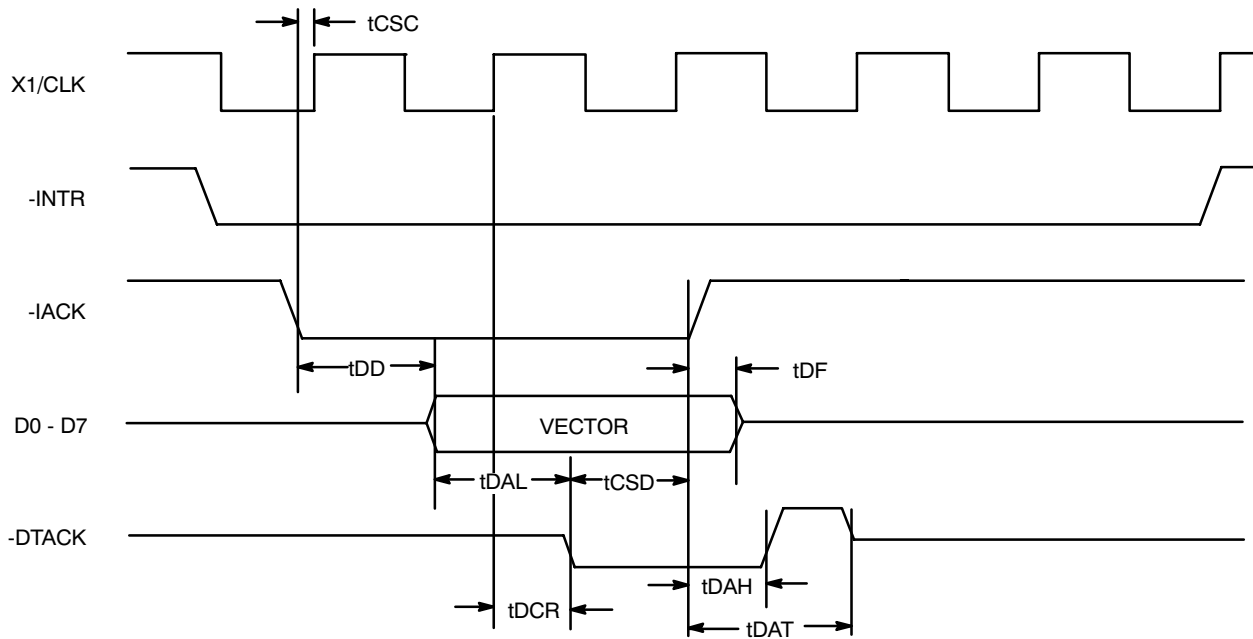 tCSC
X1/CLK
-INTR
-IACK
tDD
tDF
D0 - D7
VECTOR
tDAL
tCSD
-DTACK
tDAH
tDCR
tDAT